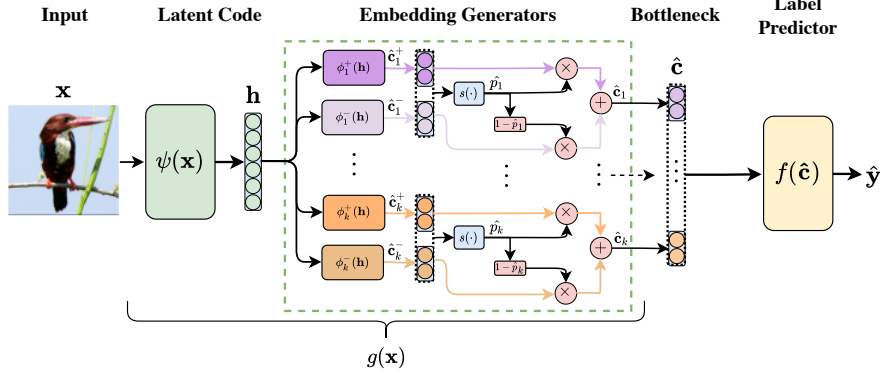 Input
Latent Code
Embedding Generators
Bottleneck
Label
Predictor
x
ψ(x)
h
ϕ₁⁺(h)
ĉ₁⁺
s(·)
p̂₁
1 − p̂₁
ϕ₁⁻(h)
ĉ₁⁻
×
×
+
ĉ₁
ĉ
⋮
⋮
⋮
⋮
ϕₖ⁺(h)
ĉₖ⁺
s(·)
p̂ₖ
1 − p̂ₖ
ϕₖ⁻(h)
ĉₖ⁻
×
×
+
ĉₖ
f(ĉ)
ŷ
g(x)